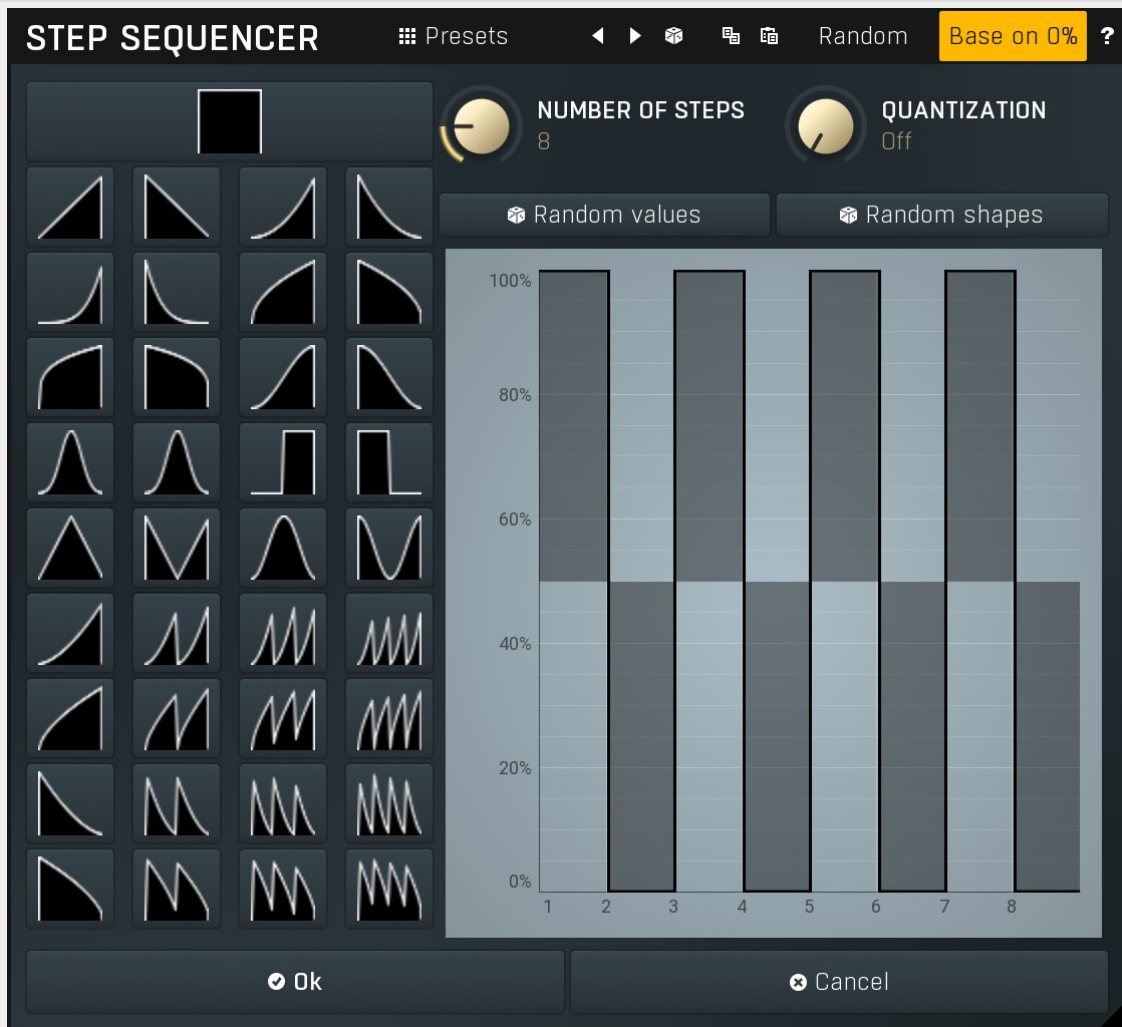 STEP SEQUENCER Presets Random Base on 0% ?
NUMBER OF STEPS
8
QUANTIZATION
Off
Random values Random shapes
100%
80%
60%
40%
20%
0%
1 2 3 4 5 6 7 8
Ok Cancel